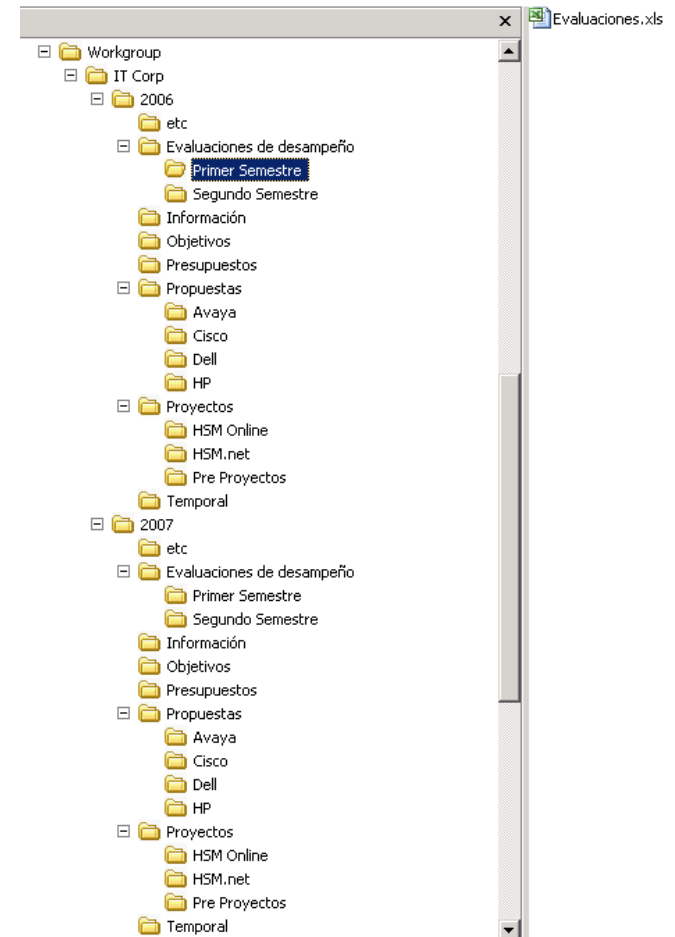 Evaluaciones.xls
Workgroup
IT Corp
2006
etc
Evaluaciones de desampeño
Primer Semestre
Segundo Semestre
Información
Objetivos
Presupuestos
Propuestas
Avaya
Cisco
Dell
HP
Proyectos
HSM Online
HSM.net
Pre Proyectos
Temporal
2007
etc
Evaluaciones de desampeño
Primer Semestre
Segundo Semestre
Información
Objetivos
Presupuestos
Propuestas
Avaya
Cisco
Dell
HP
Proyectos
HSM Online
HSM.net
Pre Proyectos
Temporal